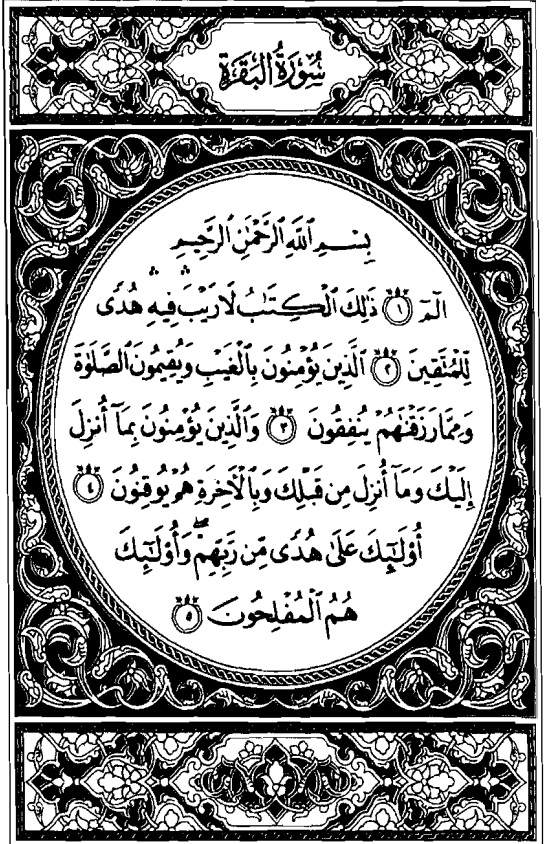 سُورَةُ البَقَرَةِ
بِسْمِ ٱللَّهِ ٱلرَّحْمَٰنِ ٱلرَّحِيمِ
الٓمٓ ١ ذَٰلِكَ ٱلْكِتَٰبُ لَا رَيْبَ ۛ فِيهِ ۛ هُدًى
لِّلْمُتَّقِينَ ٢ ٱلَّذِينَ يُؤْمِنُونَ بِٱلْغَيْبِ وَيُقِيمُونَ ٱلصَّلَوٰةَ
وَمِمَّا رَزَقْنَٰهُمْ يُنفِقُونَ ٣ وَٱلَّذِينَ يُؤْمِنُونَ بِمَآ أُنزِلَ
إِلَيْكَ وَمَآ أُنزِلَ مِن قَبْلِكَ وَبِٱلْأَخِرَةِ هُمْ يُوقِنُونَ ٤
أُو۟لَٰٓئِكَ عَلَىٰ هُدًى مِّن رَّبِّهِمْ ۖ وَأُو۟لَٰٓئِكَ
هُمُ ٱلْمُفْلِحُونَ ٥